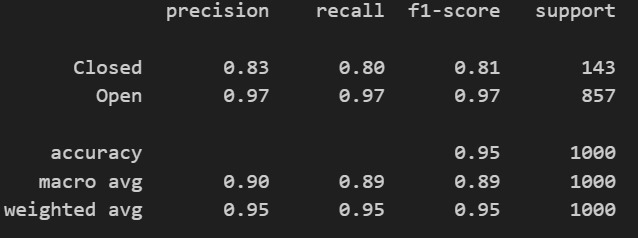 precision recall f1-score support
Closed 0.83 0.80 0.81 143
Open 0.97 0.97 0.97 857
accuracy 0.95 1000
macro avg 0.90 0.89 0.89 1000
weighted avg 0.95 0.95 0.95 1000